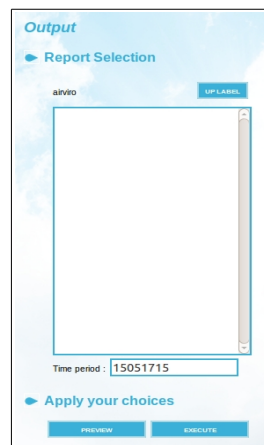 Output
Report Selection
airviro
UP LABEL
Time period : 15051715
Apply your choices
PREVIEW
EXECUTE